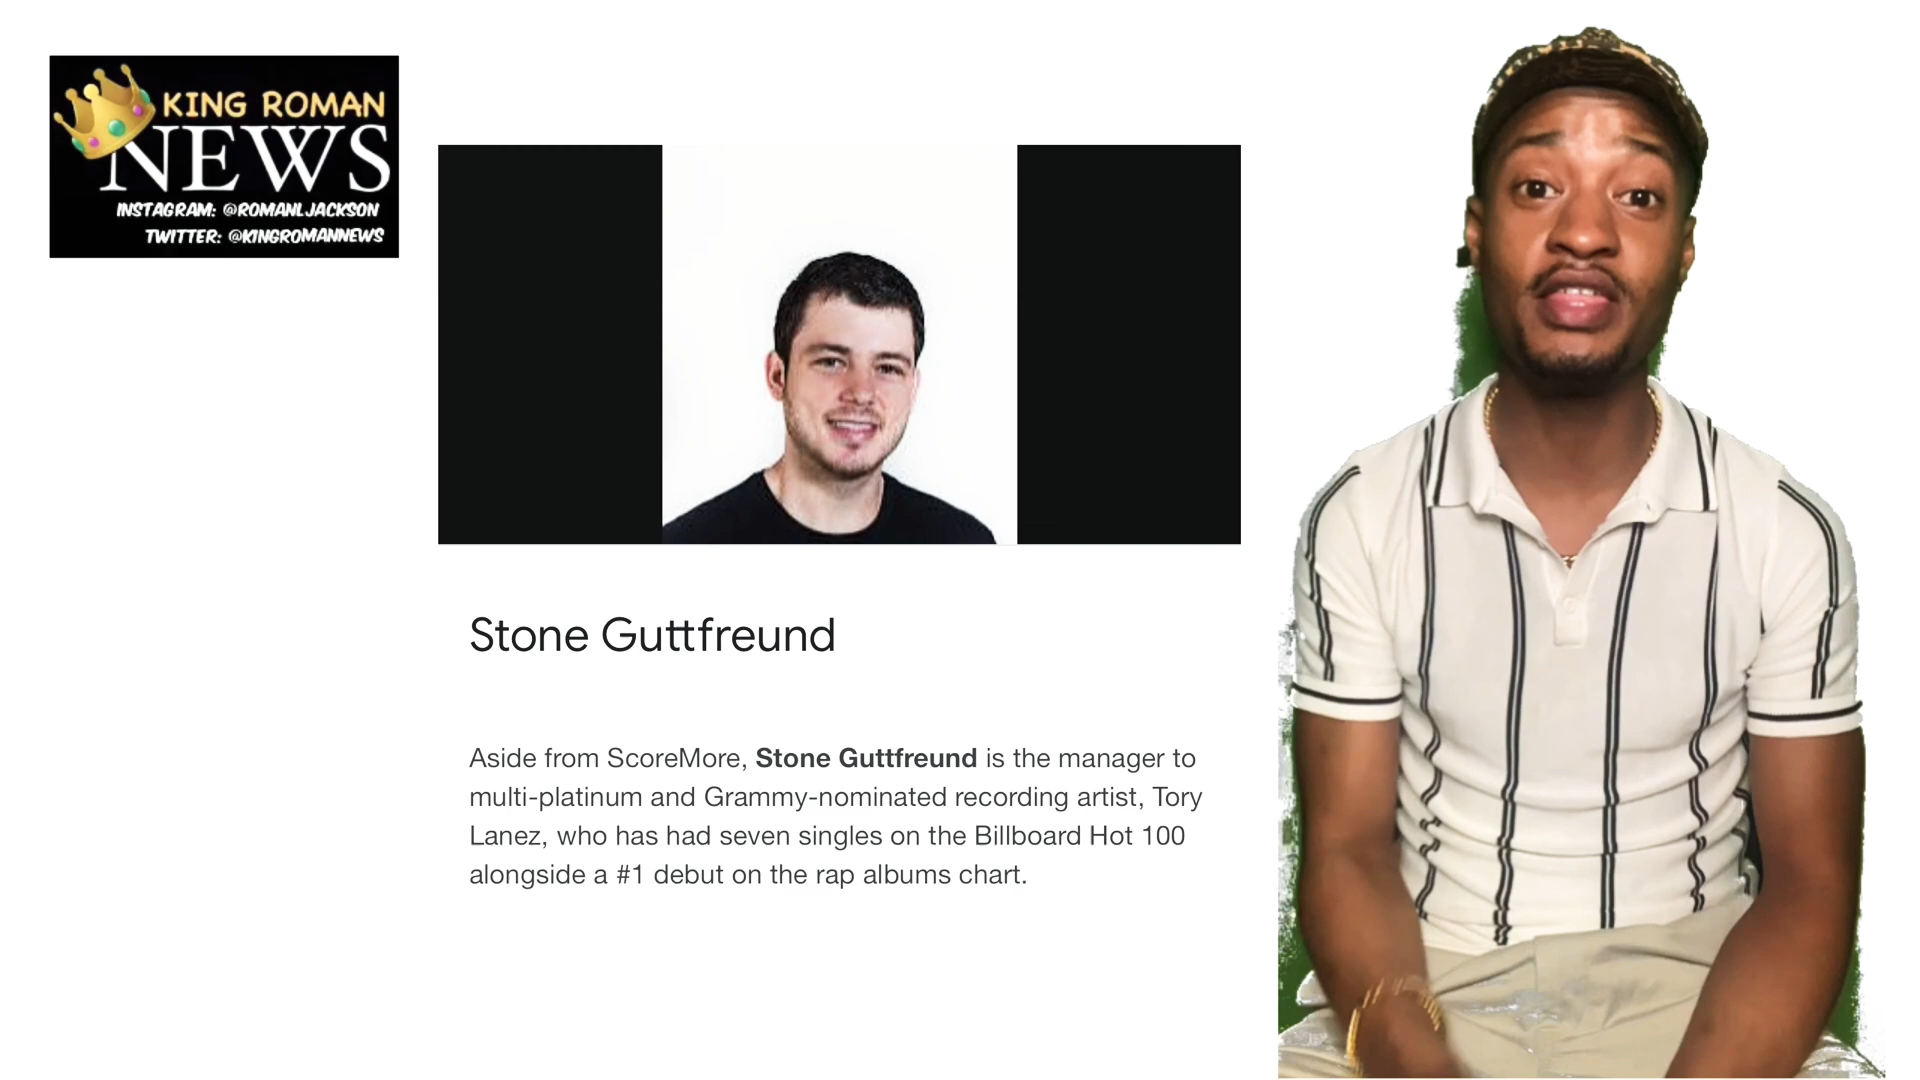 KING ROMAN
NEWS
INSTAGRAM: @ROMANLJACKSON
TWITTER: @KINGROMANNEWS
Stone Guttfreund
Aside from ScoreMore, Stone Guttfreund is the manager to
multi-platinum and Grammy-nominated recording artist, Tory
Lanez, who has had seven singles on the Billboard Hot 100
alongside a #1 debut on the rap albums chart.